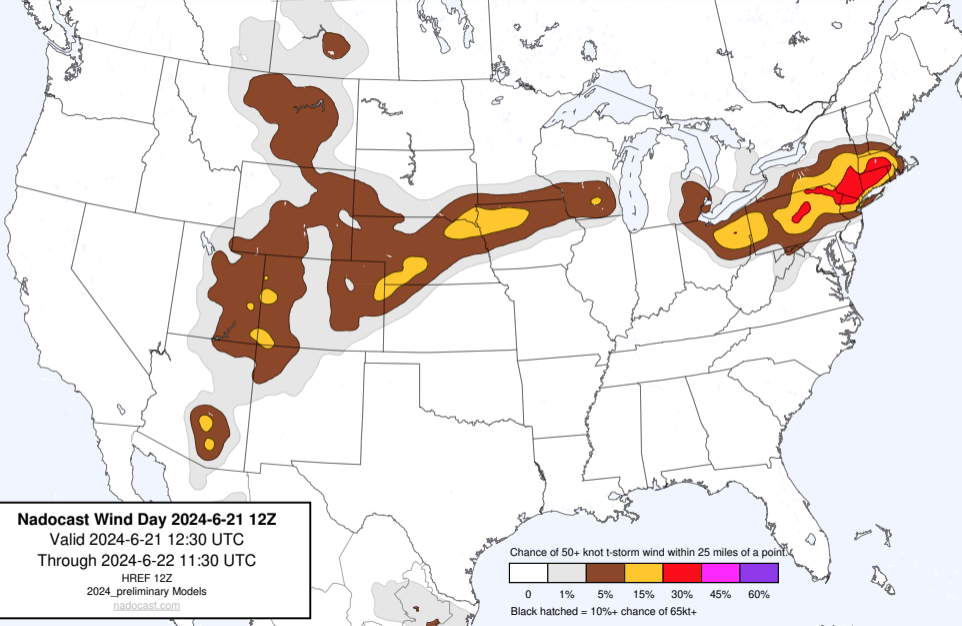 Nadocast Wind Day 2024-6-21 12Z
Valid 2024-6-21 12:30 UTC
Through 2024-6-22 11:30 UTC
HREF 12Z
2024_preliminary Models
nadocast.com
Chance of 50+ knot t-storm wind within 25 miles of a point.
0 1% 5% 15% 30% 45% 60%
Black hatched = 10%+ chance of 65kt+